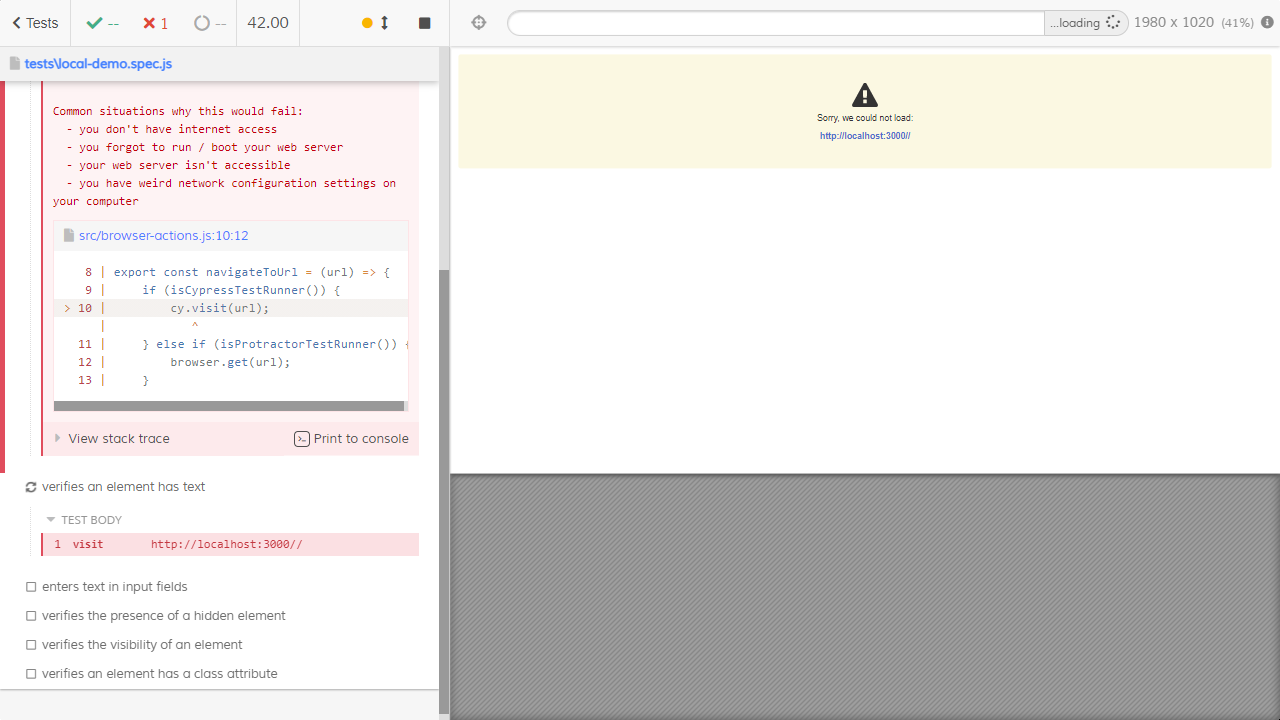 Tests
--
1
--
42.00
...loading
1980 x 1020 (41%)
tests\local-demo.spec.js
Common situations why this would fail:
- you don't have internet access
- you forgot to run / boot your web server
- your web server isn't accessible
- you have weird network configuration settings on
your computer
src/browser-actions.js:10:12
8 | export const navigateToUrl = (url) => {
9 | if (isCypressTestRunner()) {
> 10 | cy.visit(url);
| ^
11 | } else if (isProtractorTestRunner()) {
12 | browser.get(url);
13 | }
View stack trace
Print to console
verifies an element has text
TEST BODY
1 visit http://localhost:3000//
enters text in input fields
verifies the presence of a hidden element
verifies the visibility of an element
verifies an element has a class attribute
Sorry, we could not load:
http://localhost:3000//